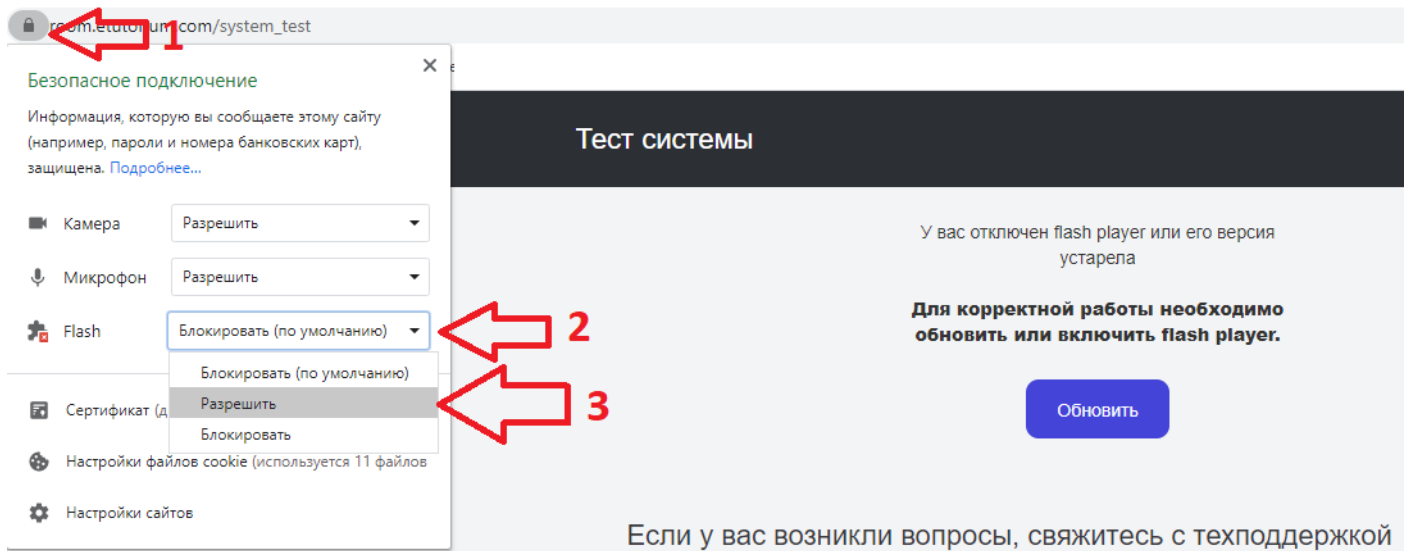 room.etutorium.com/system_test
1
Безопасное подключение
Информация, которую вы сообщаете этому сайту
(например, пароли и номера банковских карт),
защищена. Подробнее...
Тест системы
Камера Разрешить
Микрофон Разрешить
Flash Блокировать (по умолчанию)
2
Блокировать (по умолчанию)
Разрешить
3
Блокировать
Сертификат (д
Настройки файлов cookie (используется 11 файлов
Настройки сайтов
У вас отключен flash player или его версия
устарела
Для корректной работы необходимо
обновить или включить flash player.
Обновить
Если у вас возникли вопросы, свяжитесь с техподдержкой